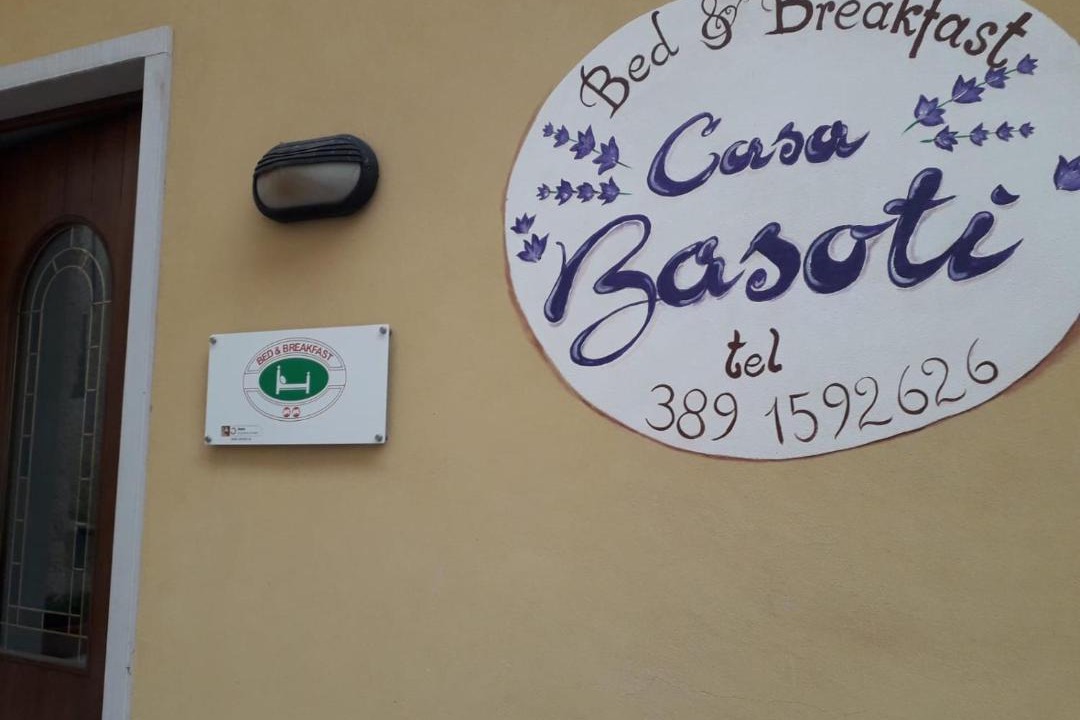 Bed & Breakfast
Casa
Basoti
tel
389 1592626
BED & BREAKFAST